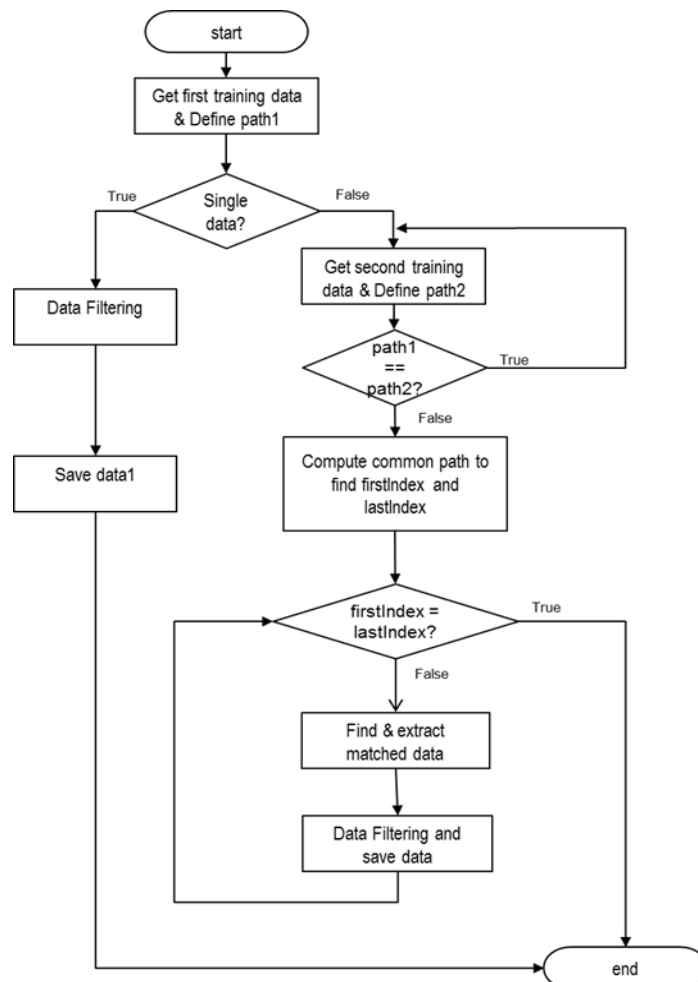 start
Get first training data
& Define path1
True
Single
data?
False
Get second training
data & Define path2
Data Filtering
path1
==
path2?
True
False
Save data1
Compute common path to
find firstIndex and
lastIndex
firstIndex =
lastIndex?
True
False
Find & extract
matched data
Data Filtering and
save data
end